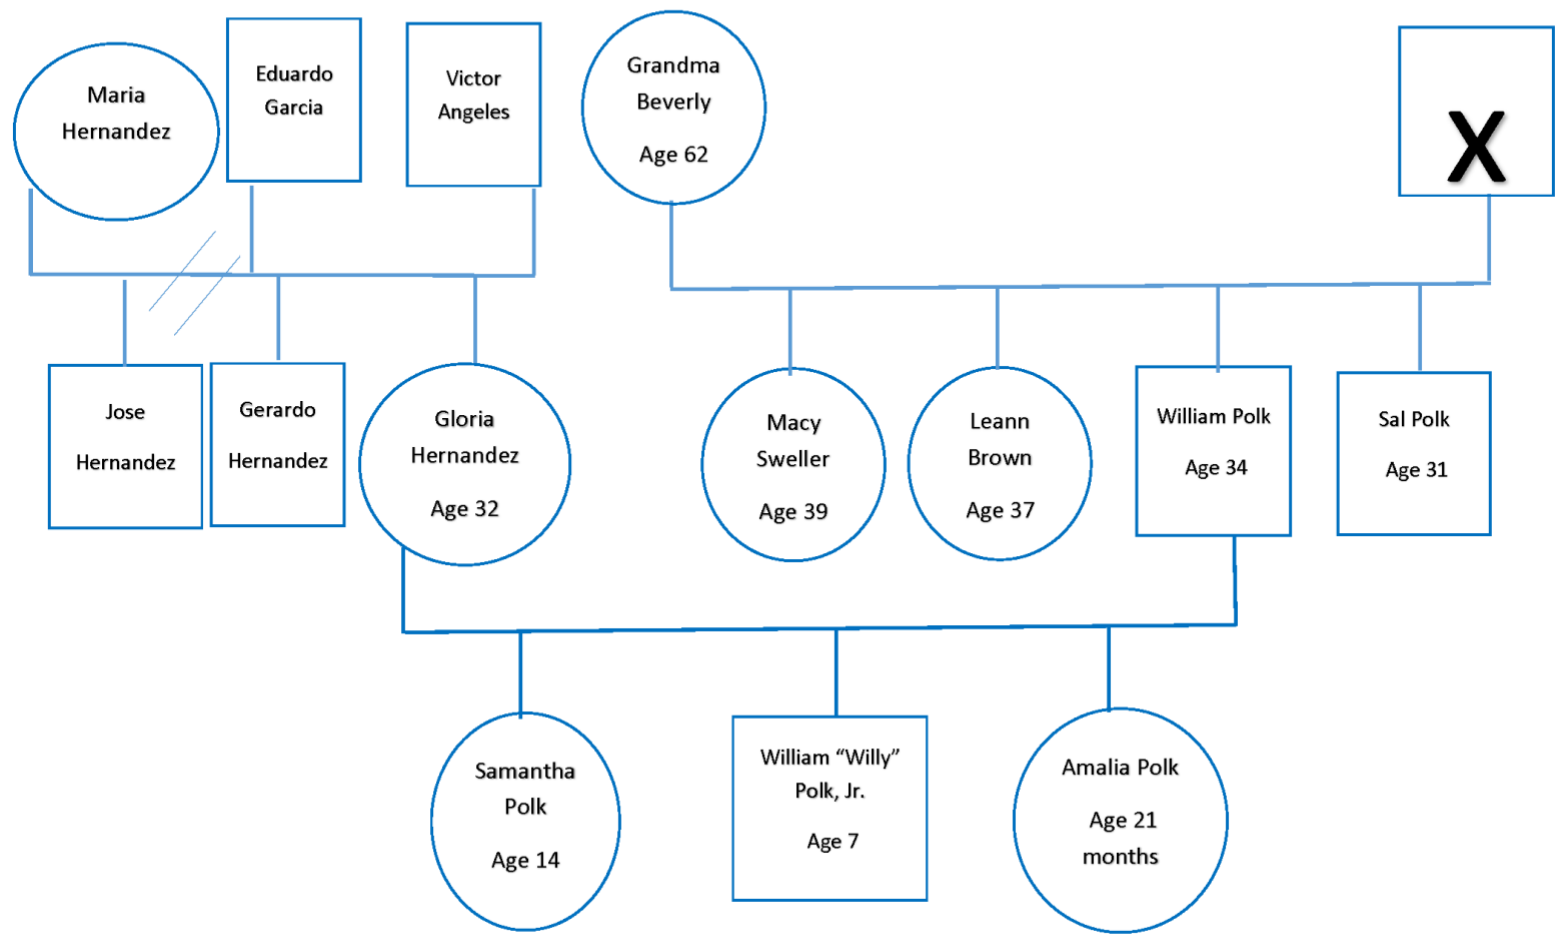 Maria
Hernandez
Eduardo
Garcia
Victor
Angeles
Grandma
Beverly
Age 62
X
Jose
Hernandez
Gerardo
Hernandez
Gloria
Hernandez
Age 32
Macy
Sweller
Age 39
Leann
Brown
Age 37
William Polk
Age 34
Sal Polk
Age 31
Samantha
Polk
Age 14
William “Willy”
Polk, Jr.
Age 7
Amalia Polk
Age 21
months